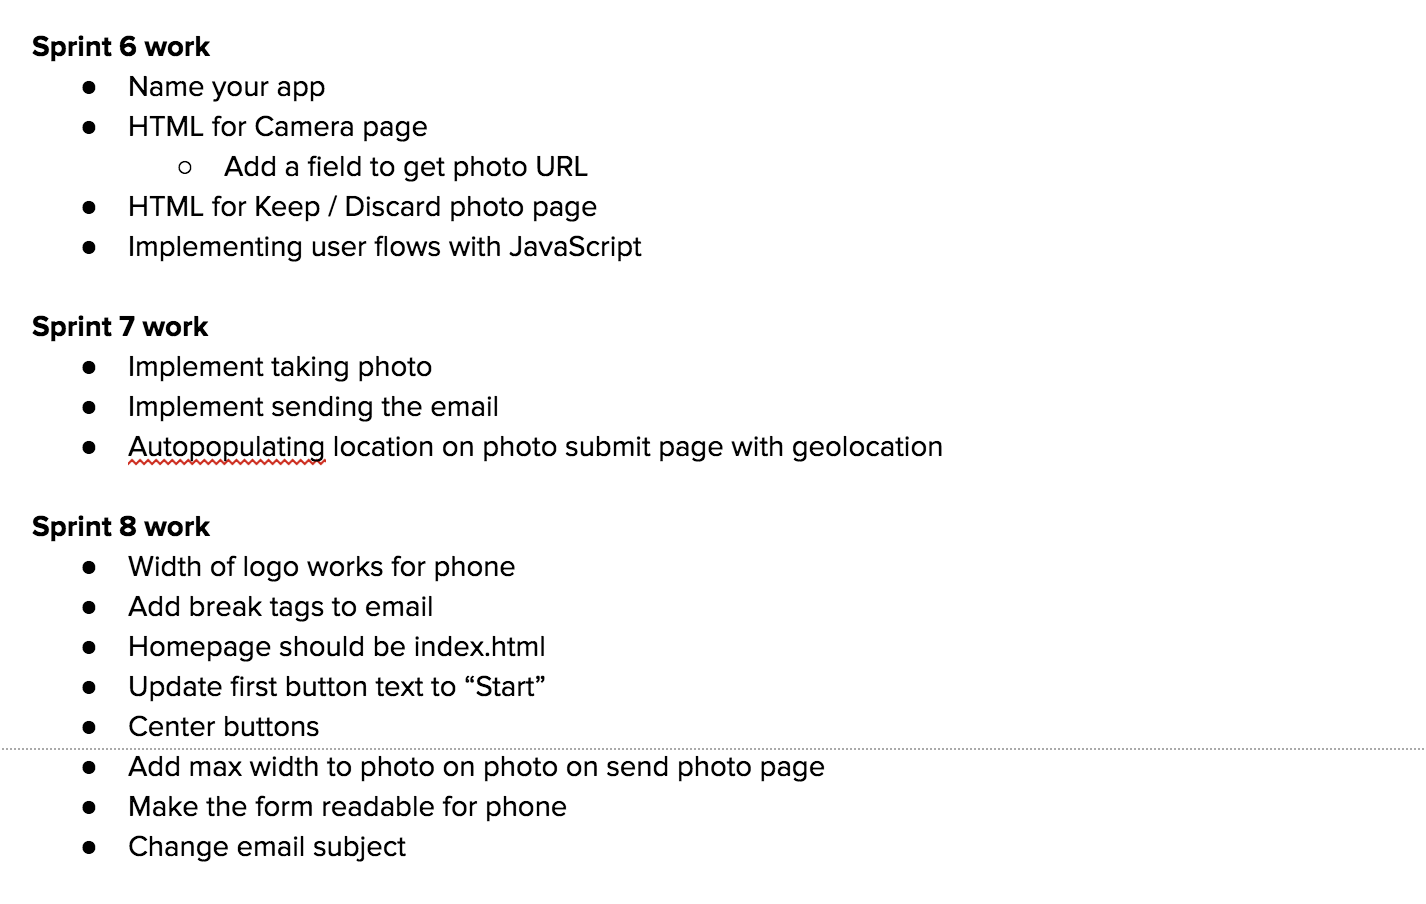 Sprint 6 work
● Name your app
● HTML for Camera page
○ Add a field to get photo URL
● HTML for Keep / Discard photo page
● Implementing user flows with JavaScript
Sprint 7 work
● Implement taking photo
● Implement sending the email
● Autopopulating location on photo submit page with geolocation
Sprint 8 work
● Width of logo works for phone
● Add break tags to email
● Homepage should be index.html
● Update first button text to “Start”
● Center buttons
● Add max width to photo on photo on send photo page
● Make the form readable for phone
● Change email subject